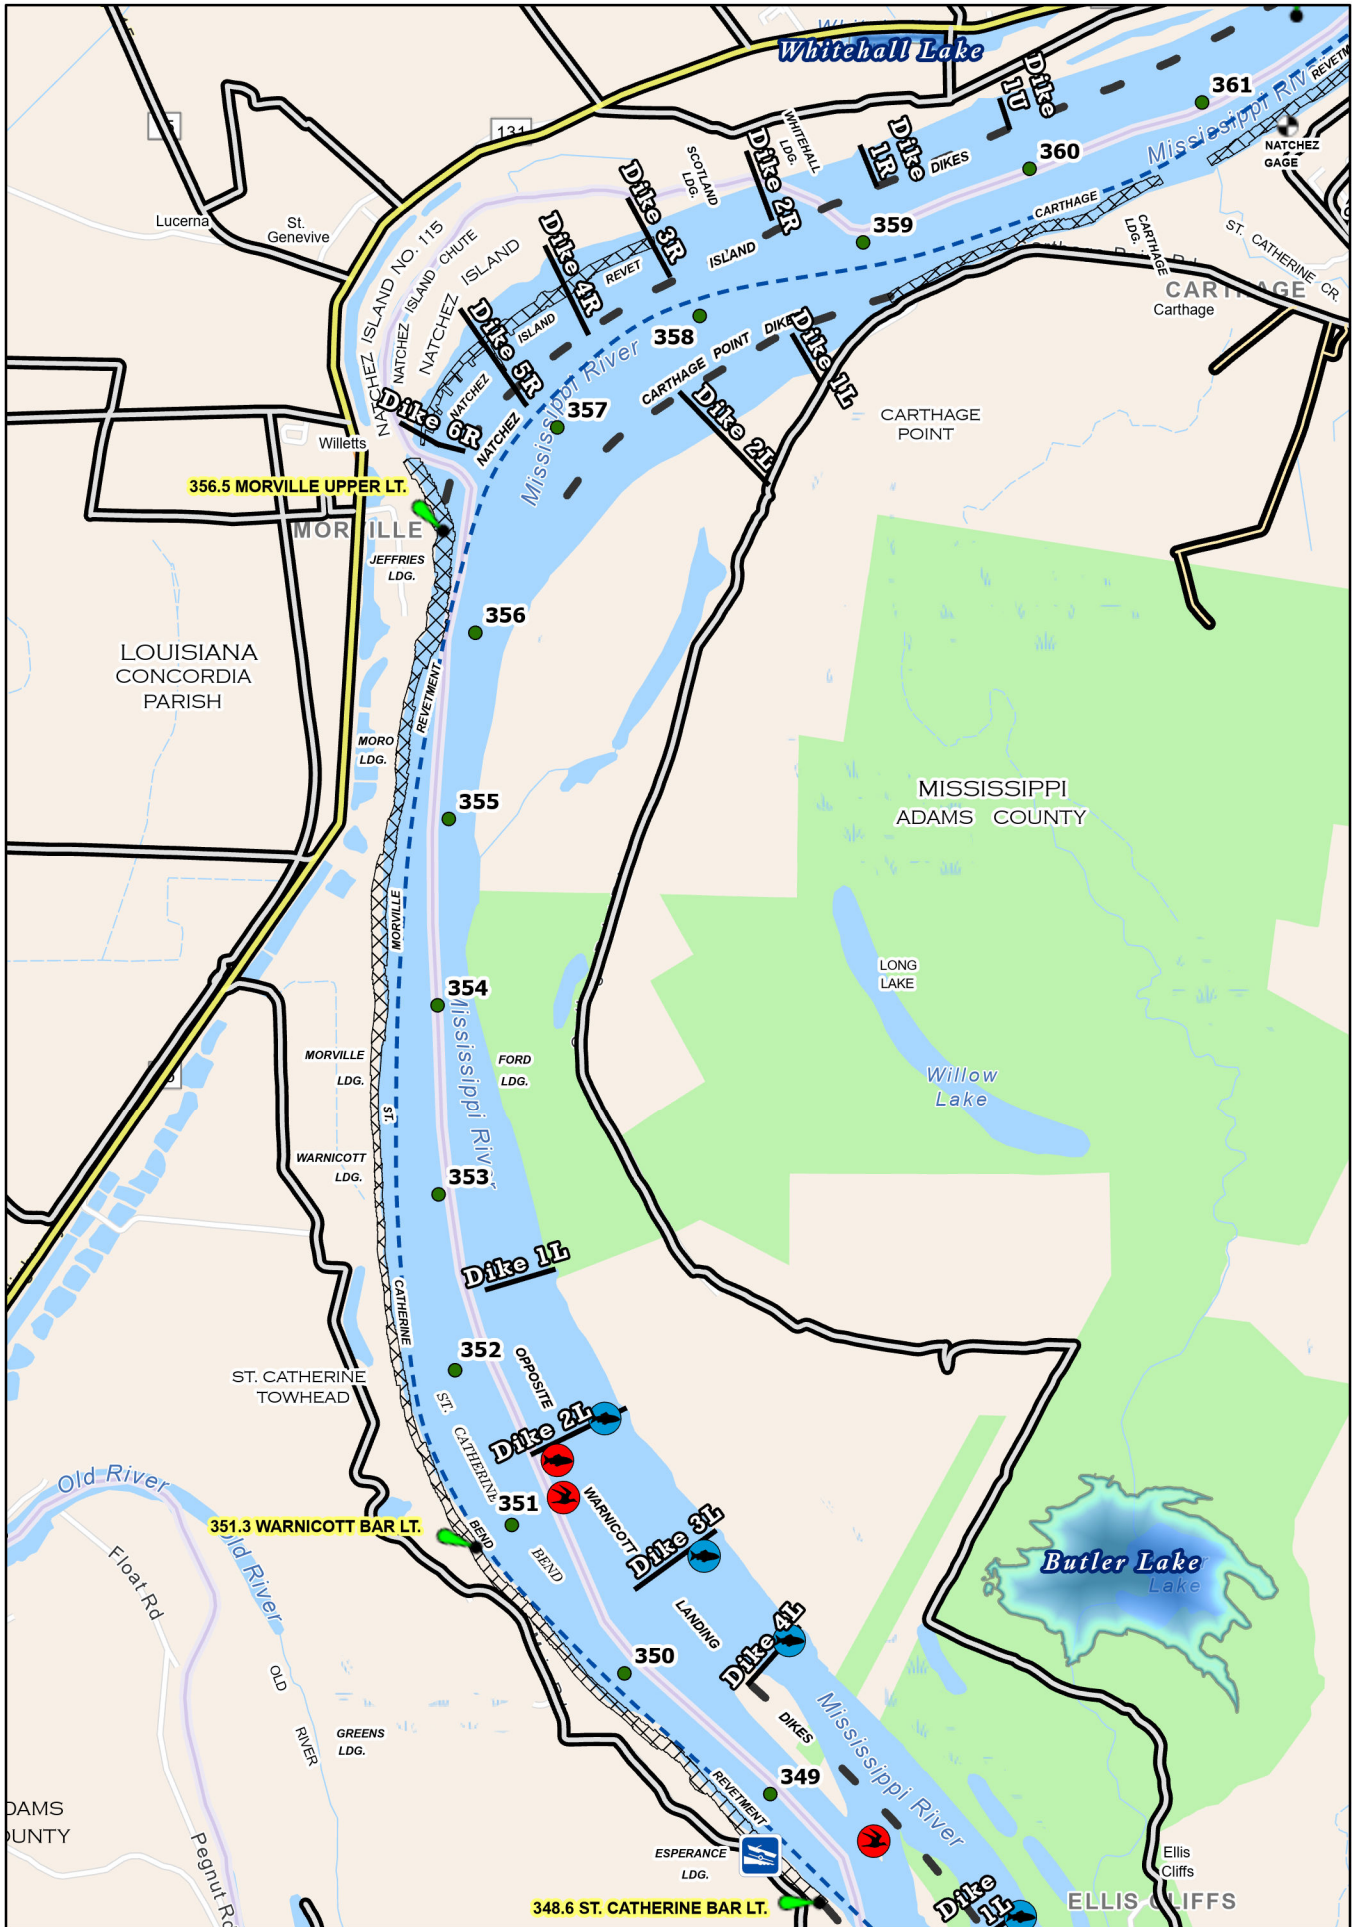 Whitehall Lake
361
Dike
1U
Mississippi River
REVETM
NATCHEZ
GAGE
131
WHITEHALL
LDG.
Dike
1R
DIKES
360
SCOTLAND
LDG.
Dike 2R
Dike 3R
CARTHAGE
359
CARTHAGE
LDG.
ST. CATHERINE CR.
Lucerna
St.
Genevive
NATCHEZ ISLAND NO. 115
NATCHEZ ISLAND CHUTE
NATCHEZ ISLAND
Dike 4R
REVET
ISLAND
CARTHAGE
Carthage
Dike 5R
ISLAND
358
CARTHAGE POINT DIKE
Dike 1L
Mississippi River
NATCHEZ
NATCHEZ
Dike 6R
357
Dike 2L
CARTHAGE
POINT
Willetts
356.5 MORVILLE UPPER LT.
MORVILLE
JEFFRIES
LDG.
356
LOUISIANA
CONCORDIA
PARISH
REVETMENT
MORO
LDG.
355
MISSISSIPPI
ADAMS COUNTY
MORVILLE
LONG
LAKE
354
Mississippi River
MORVILLE
LDG.
FORD
LDG.
Willow
Lake
ST.
WARNICOTT
LDG.
353
Dike 1L
CATHERINE
352
OPPOSITE
ST. CATHERINE
TOWHEAD
ST. CATHERINE BEND
Dike 2L
Old River
351
WARNICOTT
351.3 WARNICOTT BAR LT.
BEND
Old River
Dike 3L
Float Rd
Butler Lake
Lake
LANDING
Dike 4L
350
OLD
RIVER
GREENS
LDG.
DIKES
Mississippi River
349
REVETMENT
DAMS
OUNTY
Pegnut Rd
ESPERANCE
LDG.
Ellis
Cliffs
Dike
1L
ELLIS CLIFFS
348.6 ST. CATHERINE BAR LT.